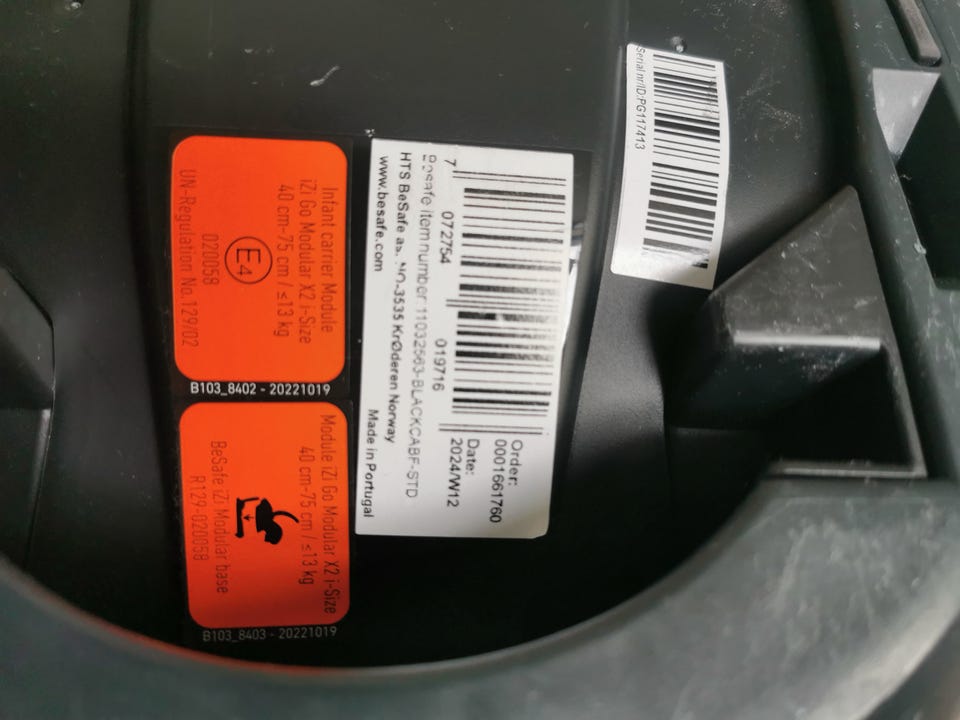 Infant carrier Module
iZi Go Modular X2 i-Size
40 cm-75 cm / ≤13 kg
E4
020058
UN-Regulation No.129/02
B103_8402 - 20221019
Module iZi Go Modular X2 i-Size
40 cm-75 cm / ≤13 kg
BeSafe iZi Modular base
R129-020058
B103_8403 - 20221019
Order:
0001661760
Date:
2024/W12
7 072754 019716
Besafe item number 11032563-BLACKCABF-STD
HTS BeSafe as. NO-3535 KrØderen Norway
www.besafe.com
Made in Portugal
Serial nr/ID:PG117413